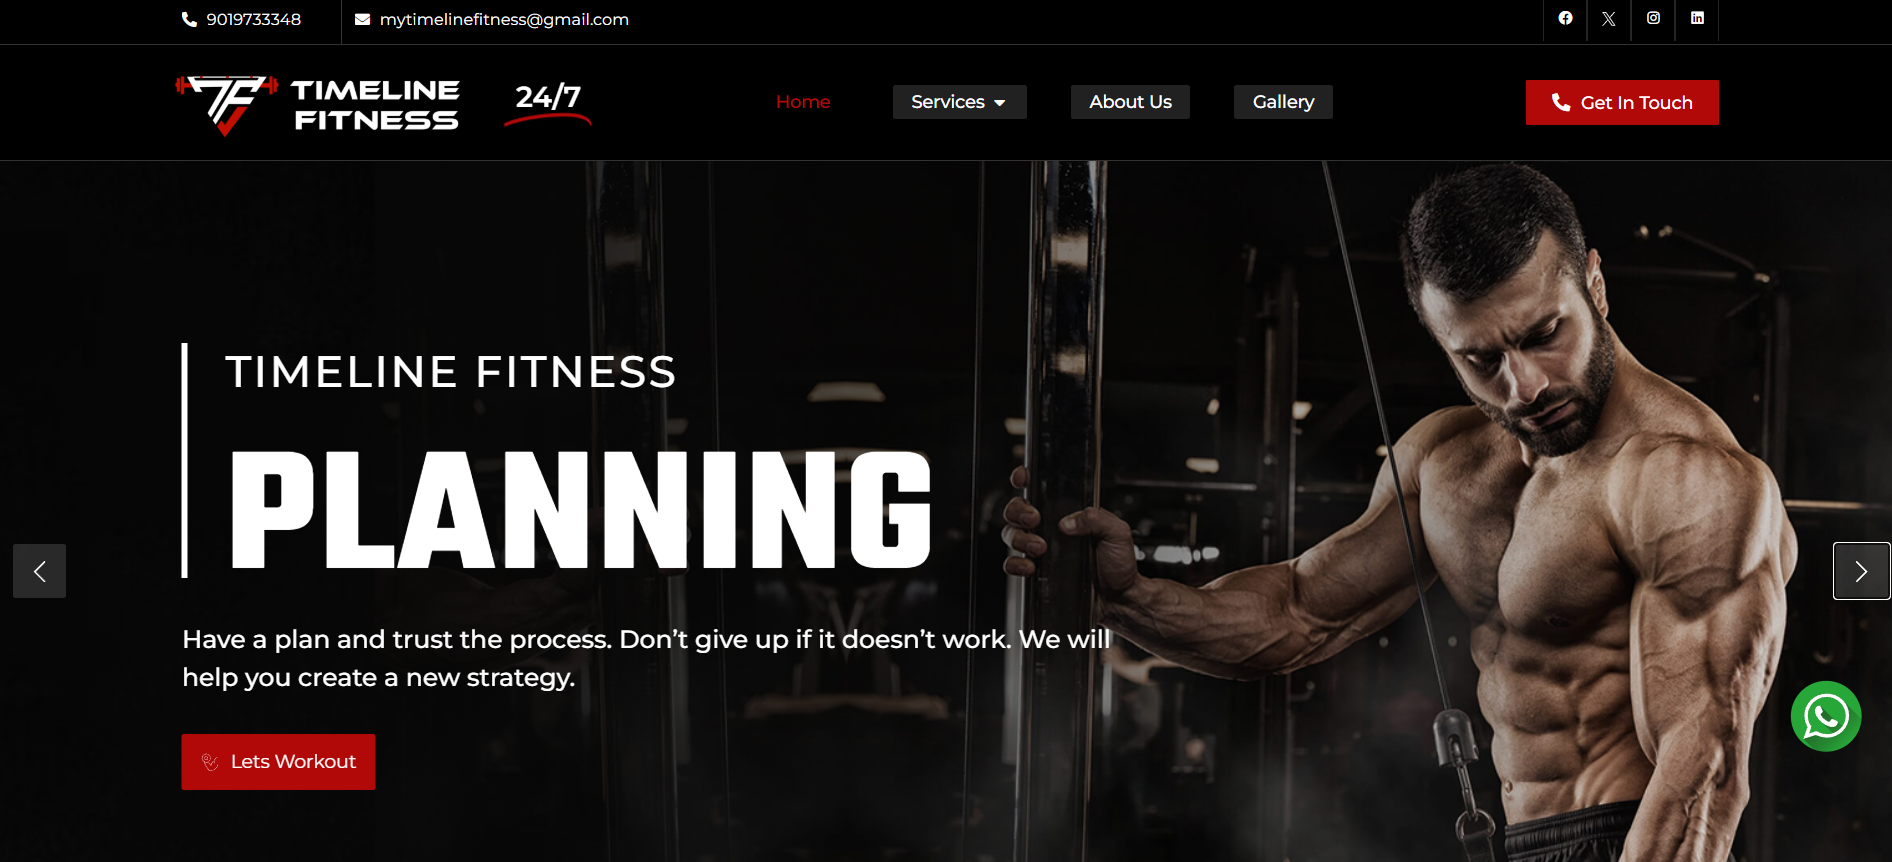 9019733348
mytimelinefitness@gmail.com
TIMELINE
FITNESS
24/7
Home
Services
About Us
Gallery
Get In Touch
TIMELINE FITNESS
PLANNING
Have a plan and trust the process. Don’t give up if it doesn’t work. We will
help you create a new strategy.
Lets Workout